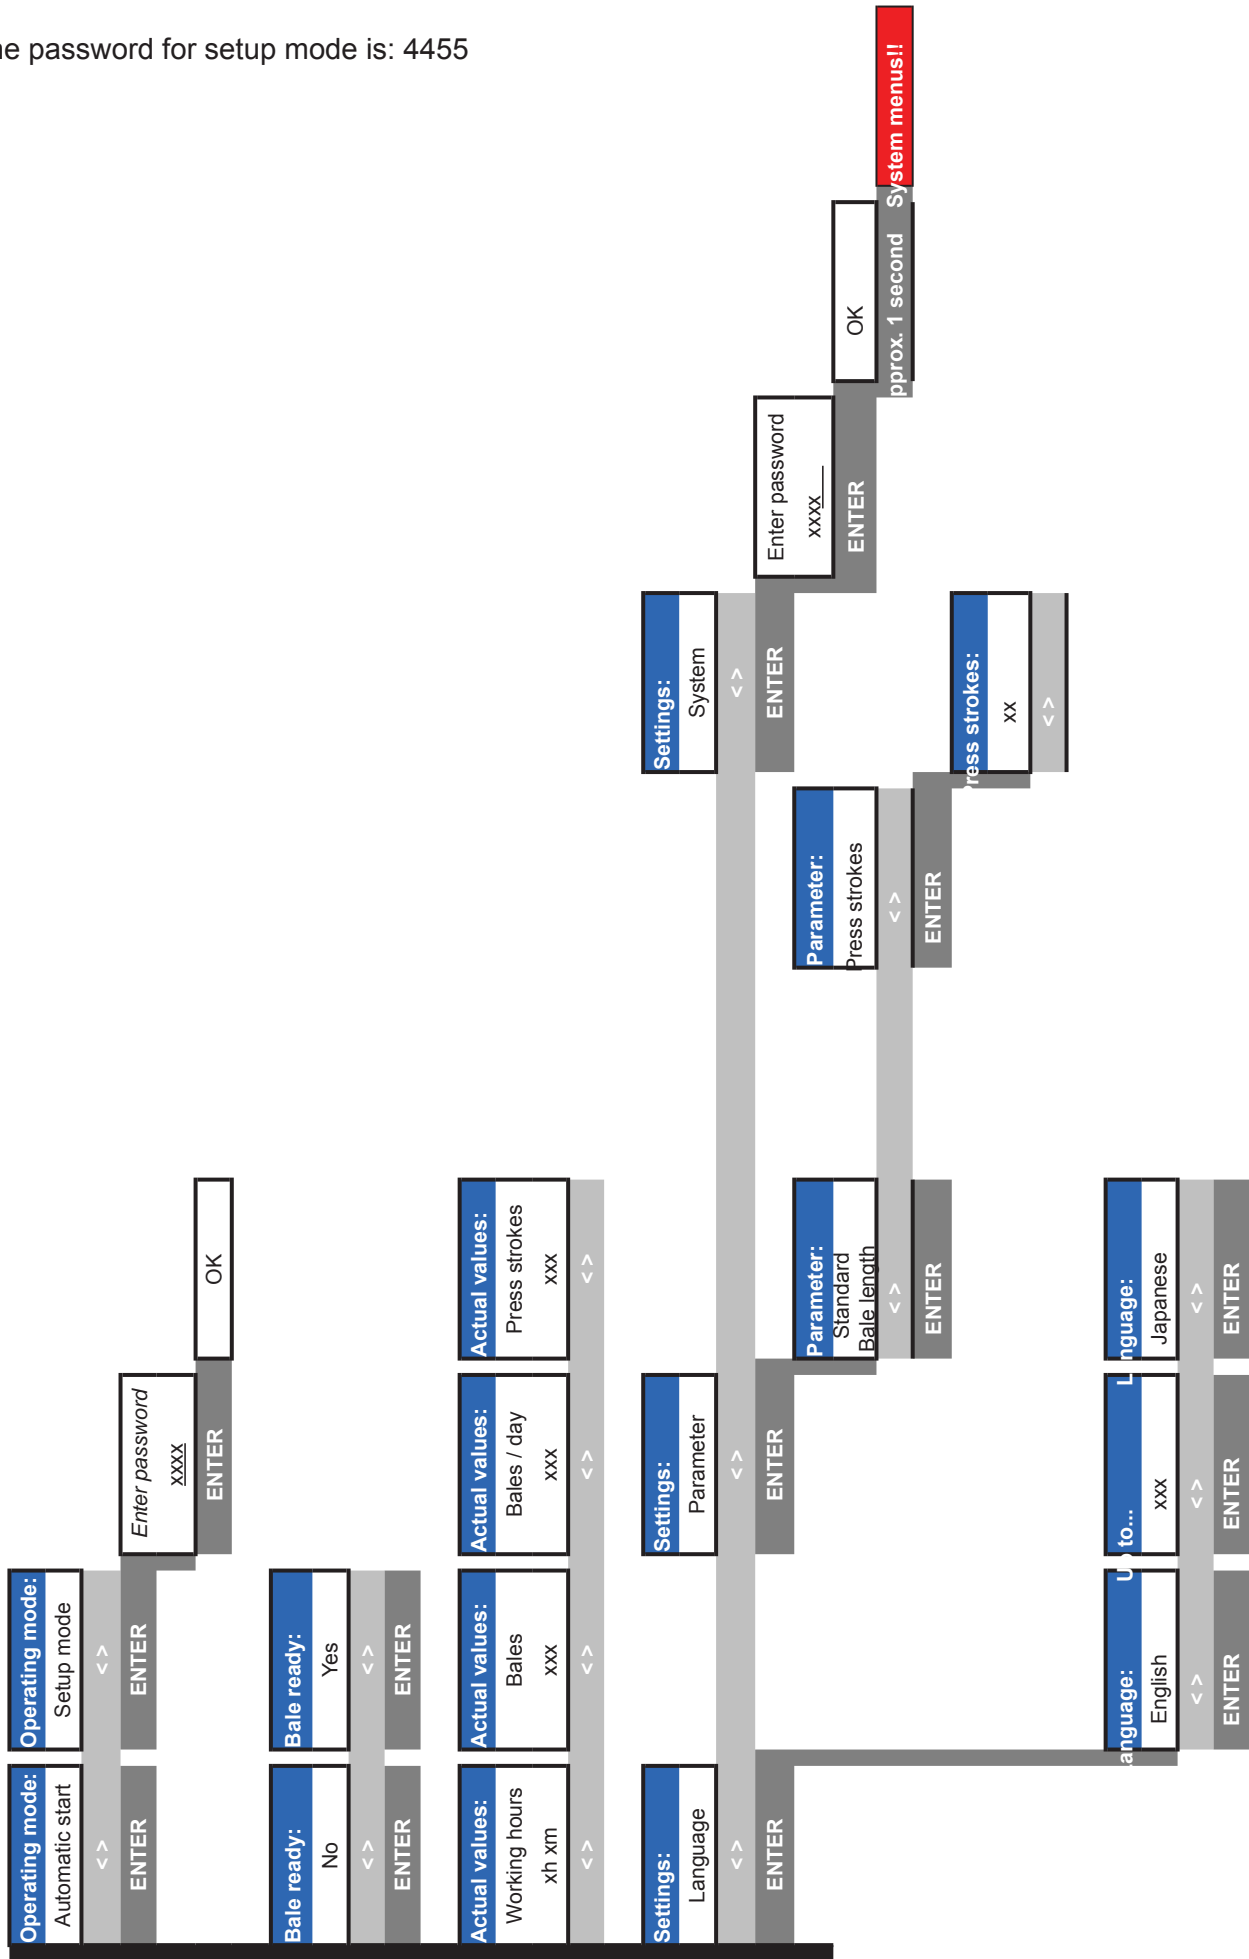 he password for setup mode is: 4455
Operating mode:
Automatic start
< >
ENTER
Operating mode:
Setup mode
< >
ENTER
Enter password
xxxx
ENTER
OK
Bale ready:
No
< >
ENTER
Bale ready:
Yes
< >
ENTER
Actual values:
Working hours
xh xm
< >
Actual values:
Bales
xxx
< >
Actual values:
Bales / day
xxx
< >
Actual values:
Press strokes
xxx
< >
Settings:
Language
< >
ENTER
Settings:
Parameter
< >
ENTER
Settings:
System
< >
ENTER
Enter password
xxxx__
ENTER
OK
pprox. 1 second
System menus!!
Parameter:
Standard
Bale length
< >
ENTER
Parameter:
Press strokes
< >
ENTER
Press strokes:
xx
< >
anguage:
English
< >
ENTER
Up to...
xxx
< >
ENTER
Language:
Japanese
< >
ENTER